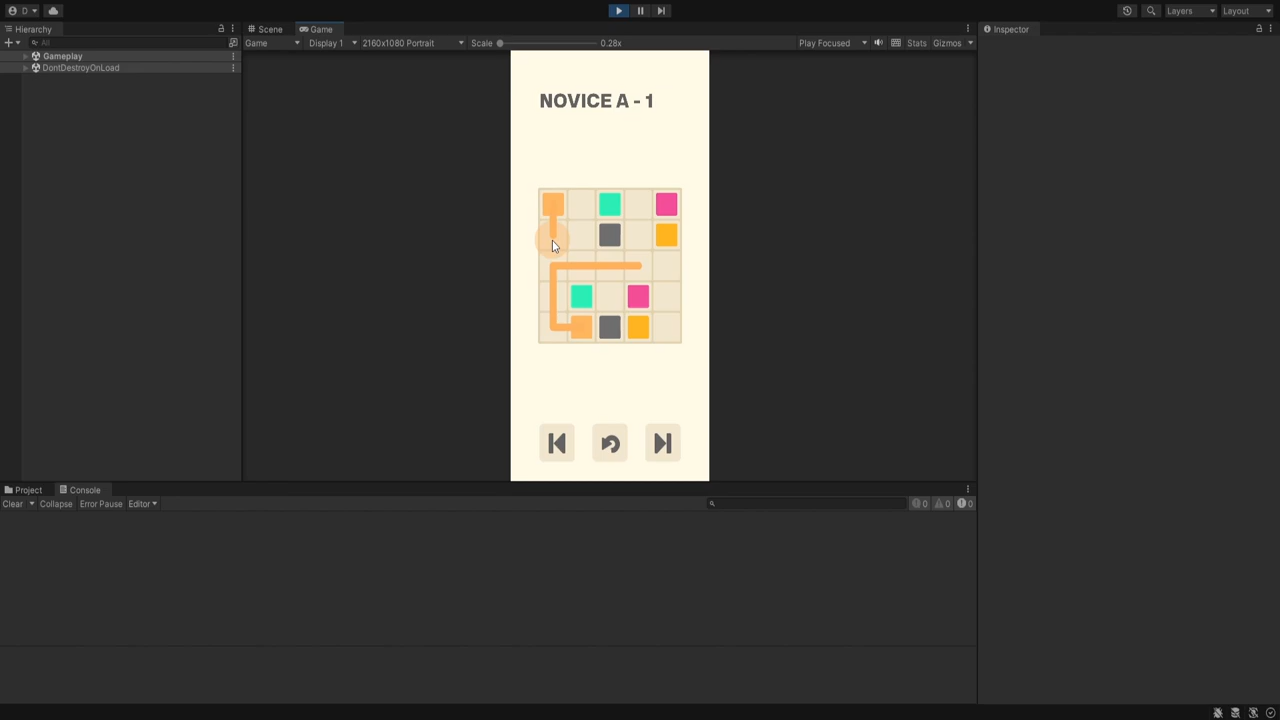 D
Layers
Layout
Hierarchy
Scene
Game
Inspector
All
Game
Display 1
2160x1080 Portrait
Scale
0.28x
Play Focused
Stats
Gizmos
Gameplay
DontDestroyOnLoad
NOVICE A - 1
Project
Console
Clear
Collapse
Error Pause
Editor
0
0
0